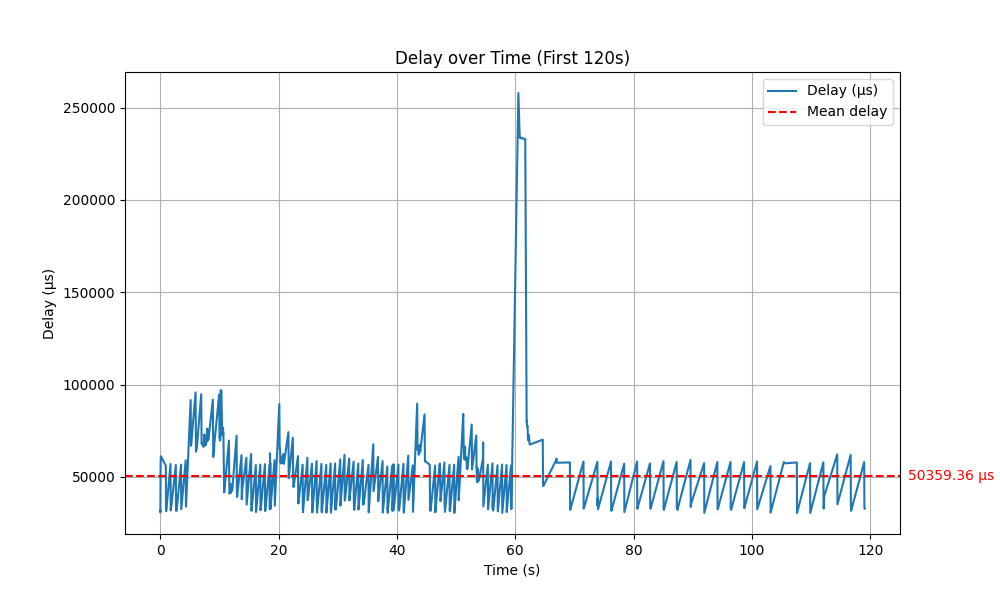 Delay over Time (First 120s)
250000
200000
150000
100000
50000
Delay (µs)
Delay (µs)
Mean delay
50359.36 µs
0 20 40 60 80 100 120
Time (s)